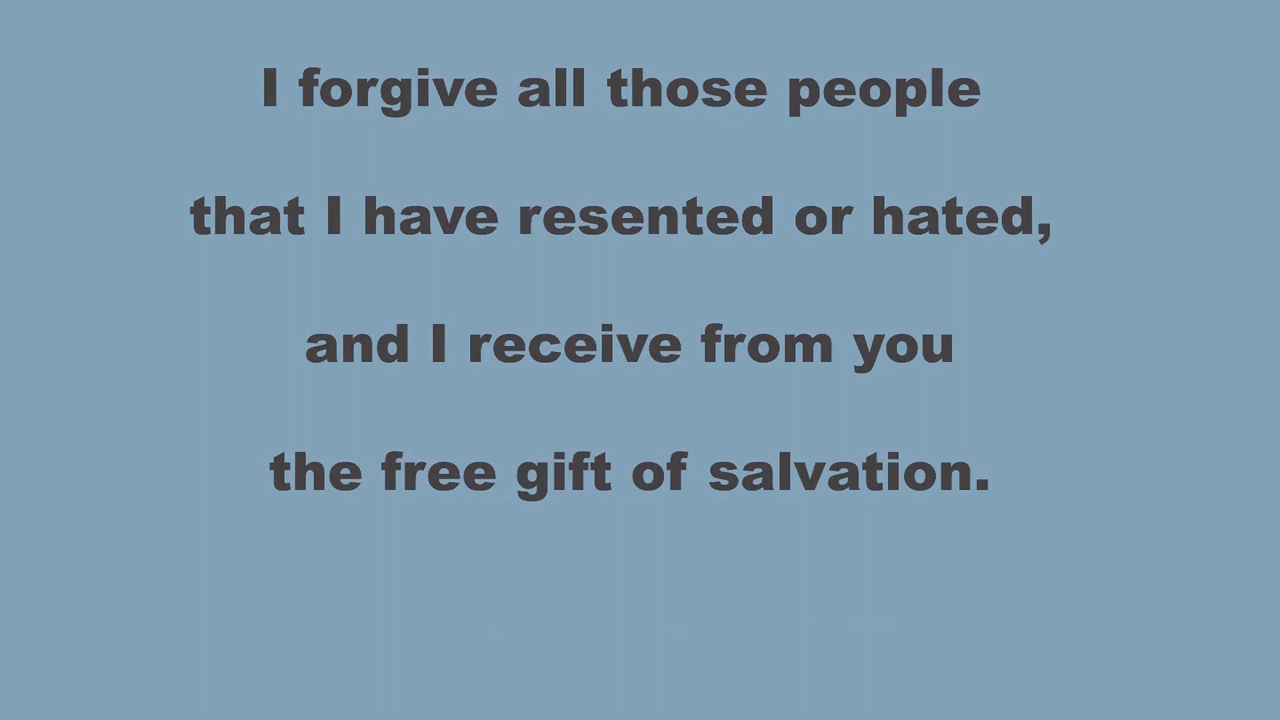 I forgive all those people
that I have resented or hated,
and I receive from you
the free gift of salvation.